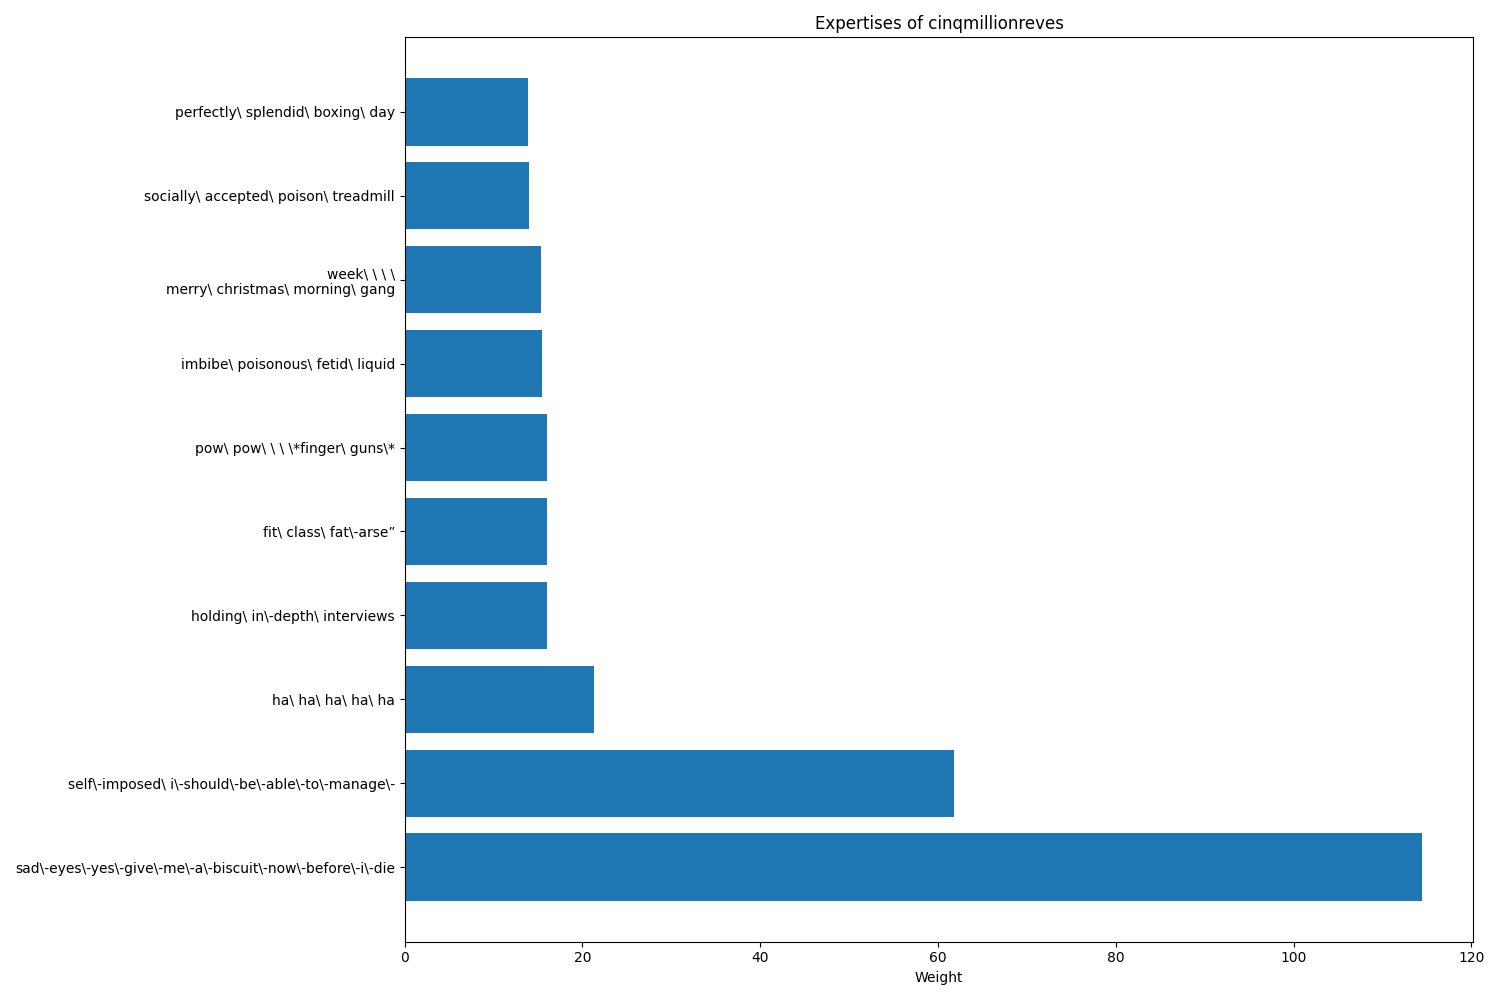 Expertises of cinqmillionreves
perfectly\ splendid\ boxing\ day
socially\ accepted\ poison\ treadmill
week\ \ \ \
merry\ christmas\ morning\ gang
imbibe\ poisonous\ fetid\ liquid
pow\ pow\ \ \ \*finger\ guns\*
fit\ class\ fat\-arse”
holding\ in\-depth\ interviews
ha\ ha\ ha\ ha\ ha
self\-imposed\ i\-should\-be\-able\-to\-manage\-
sad\-eyes\-yes\-give\-me\-a\-biscuit\-now\-before\-i\-die
0 20 40 60 80 100 120
Weight